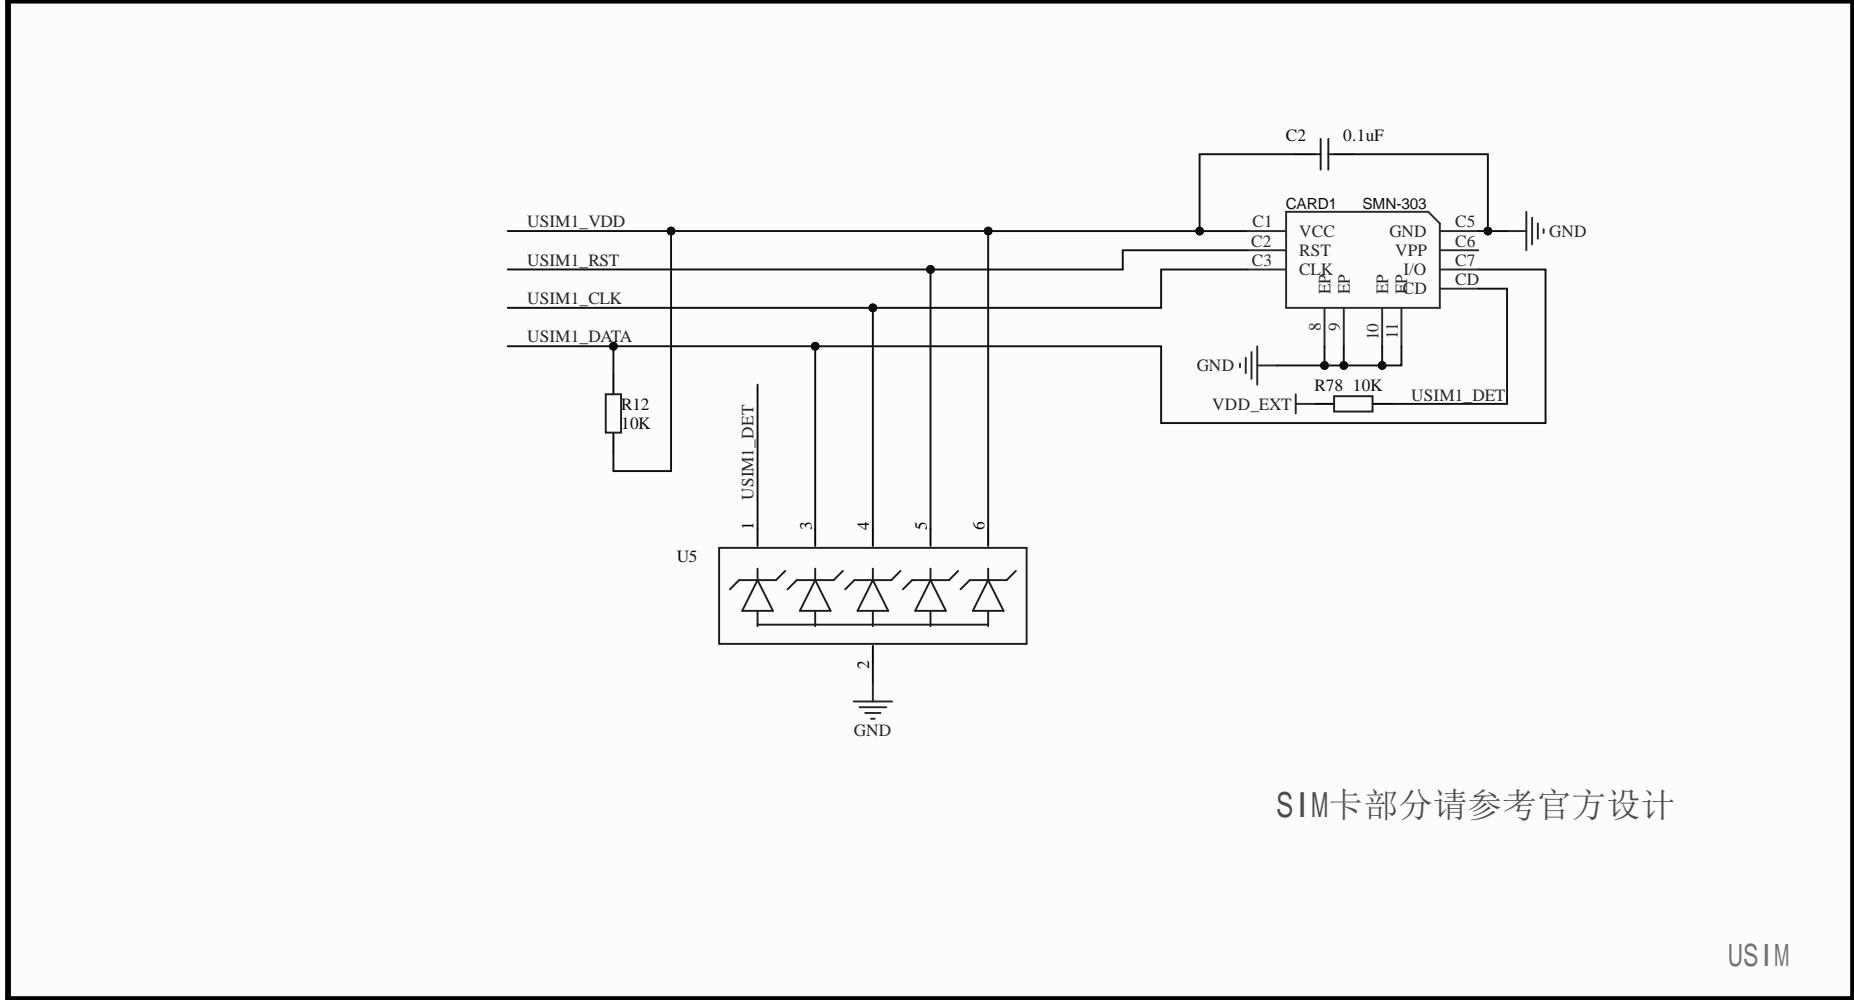 C2 0.1uF
CARD1 SMN-303
USIM1_VDD
C1 VCC GND C5 GND
C2 RST VPP C6
USIM1_RST
C3 CLK I/O C7
EP EP EP EP CD CD
USIM1_CLK
8 9 10 11
USIM1_DATA
GND
R78 10K
VDD_EXT USIM1_DET
R12
10K
USIM1_DET
1 3 4 5 6
U5
2
GND
SIM卡部分请参考官方设计
USIM